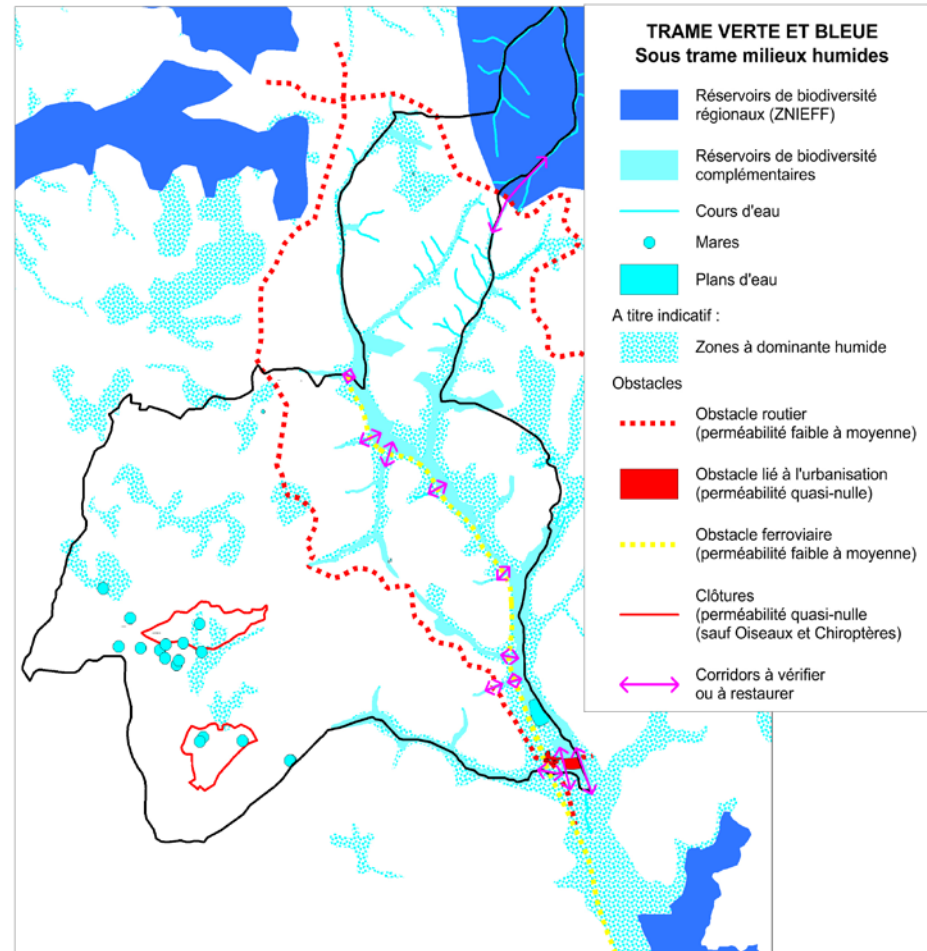 TRAME VERTE ET BLEUE
Sous trame milieux humides
Réservoirs de biodiversité
régionaux (ZNIEFF)
Réservoirs de biodiversité
complémentaires
Cours d'eau
Mares
Plans d'eau
A titre indicatif :
Zones à dominante humide
Obstacles
Obstacle routier
(perméabilité faible à moyenne)
Obstacle lié à l'urbanisation
(perméabilité quasi-nulle)
Obstacle ferroviaire
(perméabilité faible à moyenne)
Clôtures
(perméabilité quasi-nulle
(sauf Oiseaux et Chiroptères)
Corridors à vérifier
ou à restaurer